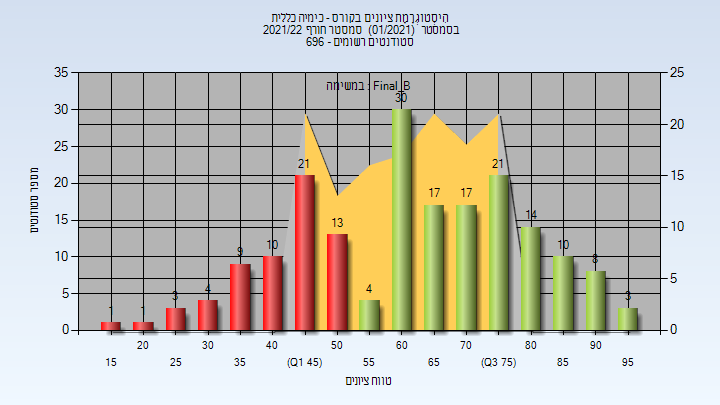 הִיסְטוֹגְרָמַת ציונים בקורס - כימיה כללית
בסמסטר (01/2021) סמסטר חורף 2021/22
סטודנטים רשומים - 696
במשימה : Final_B
מספר סטודנטים
35 30 25 20 15 10 5 0
25 20 15 10 5 0
1 1 3 4 9 10 21 13 4 30 17 17 21 14 10 8 3
20 30 40 50 60 70 80 90
15 25 35 (Q1 45) 55 65 (Q3 75) 85 95
טווח ציונים